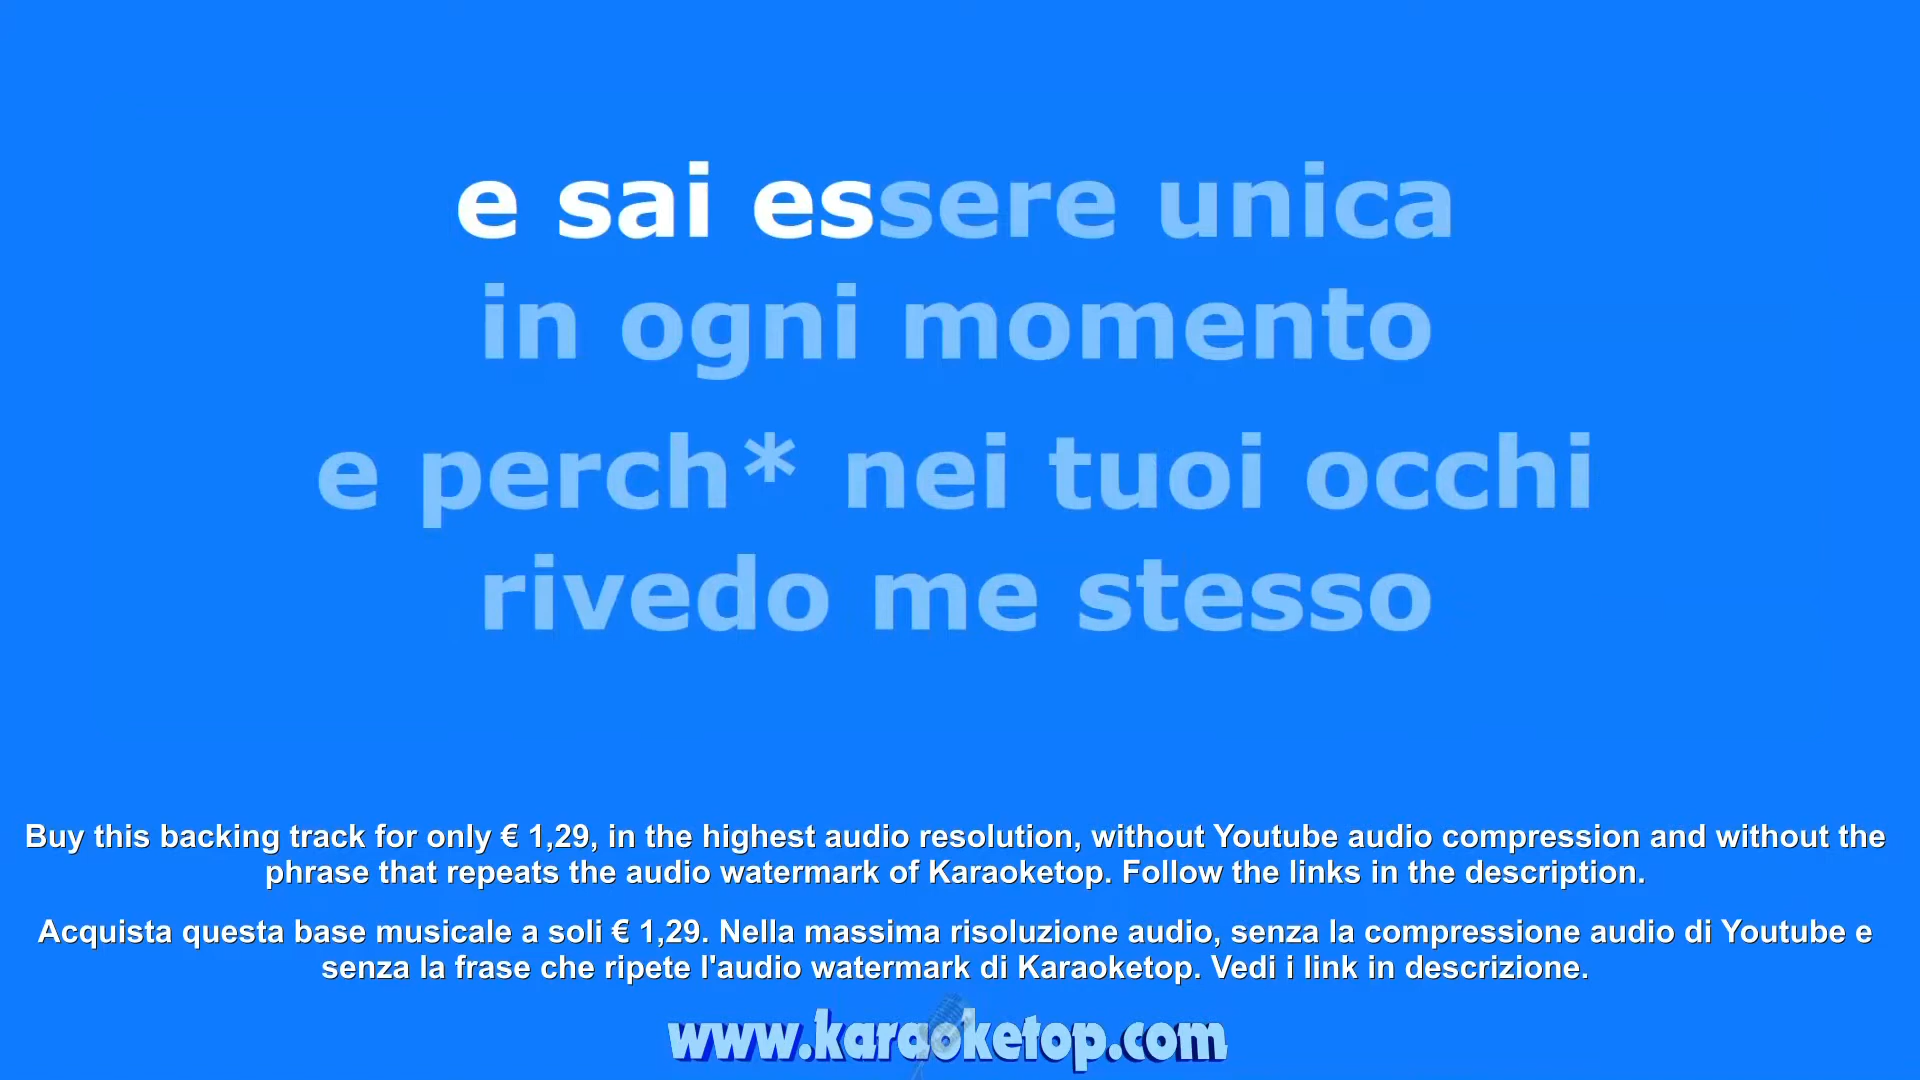 e sai essere unica
in ogni momento
e perch* nei tuoi occhi
rivedo me stesso
Buy this backing track for only € 1,29, in the highest audio resolution, without Youtube audio compression and without the
phrase that repeats the audio watermark of Karaoketop. Follow the links in the description.
Acquista questa base musicale a soli € 1,29. Nella massima risoluzione audio, senza la compressione audio di Youtube e
senza la frase che ripete l'audio watermark di Karaoketop. Vedi i link in descrizione.
www.karaoketop.com